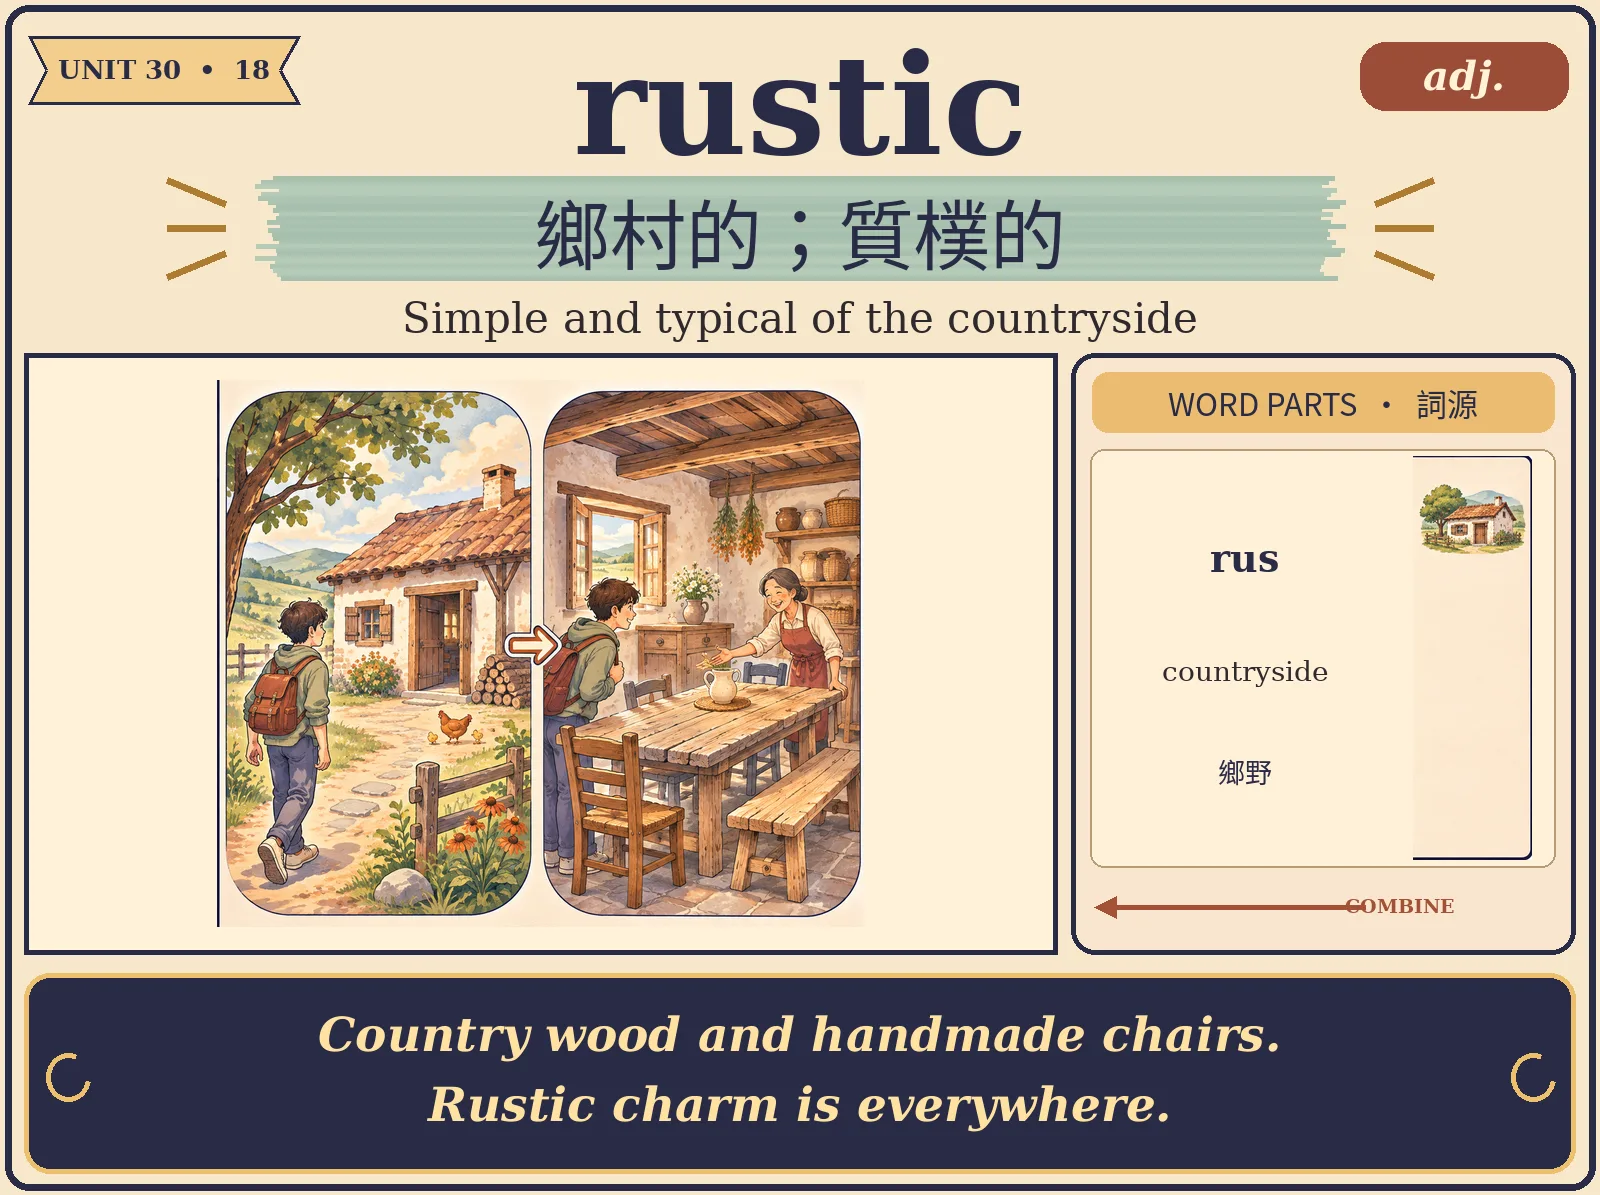 UNIT 30 • 18
rustic
adj.
鄉村的；質樸的
Simple and typical of the countryside
WORD PARTS • 詞源
rus
countryside
鄉野
COMBINE
Country wood and handmade chairs.
Rustic charm is everywhere.